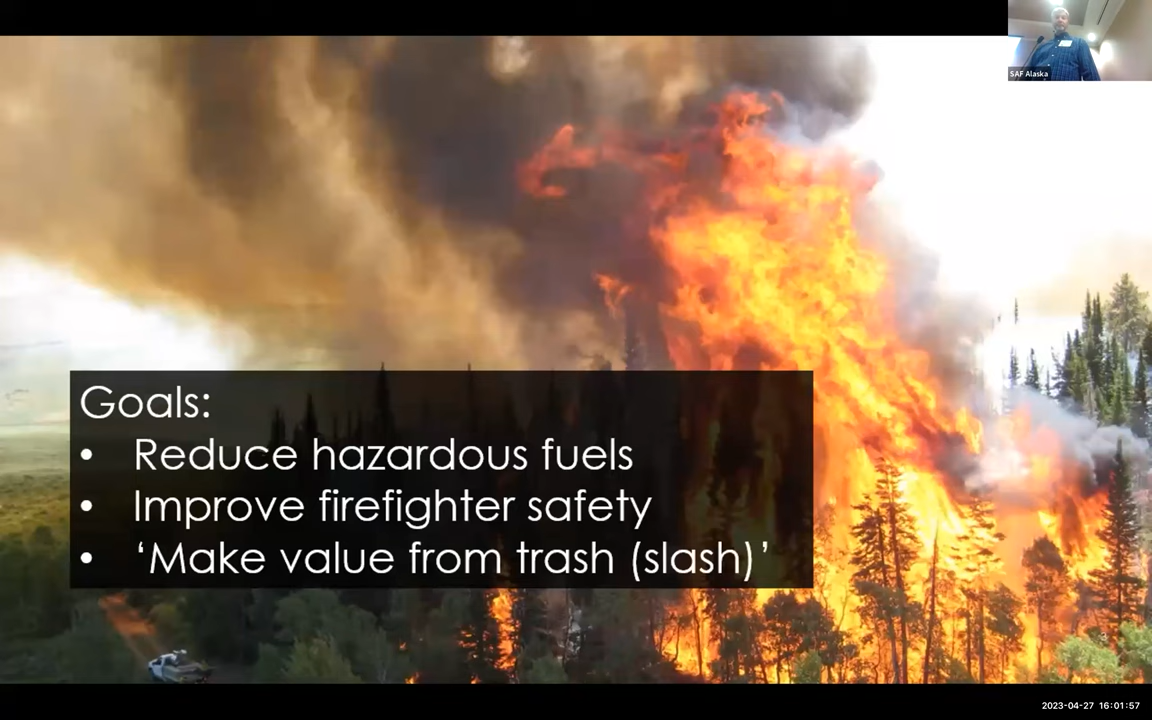 SAF Alaska
Goals:
• Reduce hazardous fuels
• Improve firefighter safety
• ‘Make value from trash (slash)’
2023-04-27 16:01:57